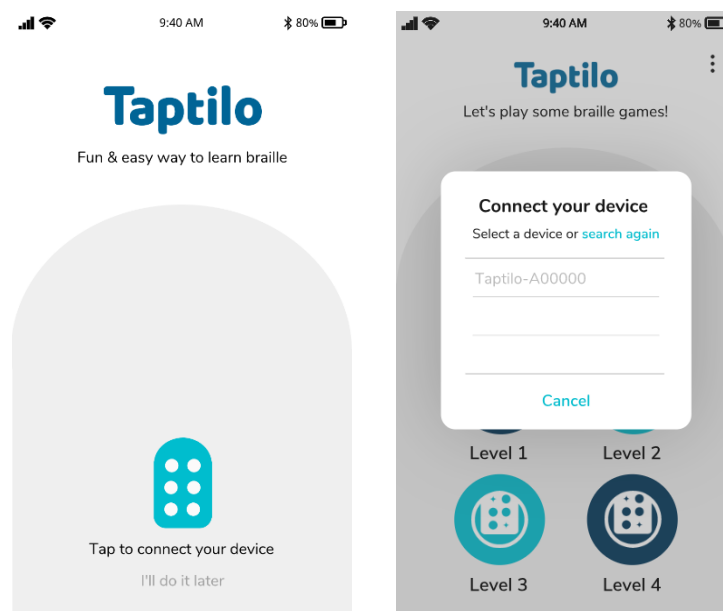 9:40 AM
80%
Taptilo
Fun & easy way to learn braille
Tap to connect your device
I'll do it later
9:40 AM
80%
Taptilo
Let's play some braille games!
Connect your device
Select a device or search again
Taptilo-A00000
Cancel
Level 1
Level 2
Level 3
Level 4